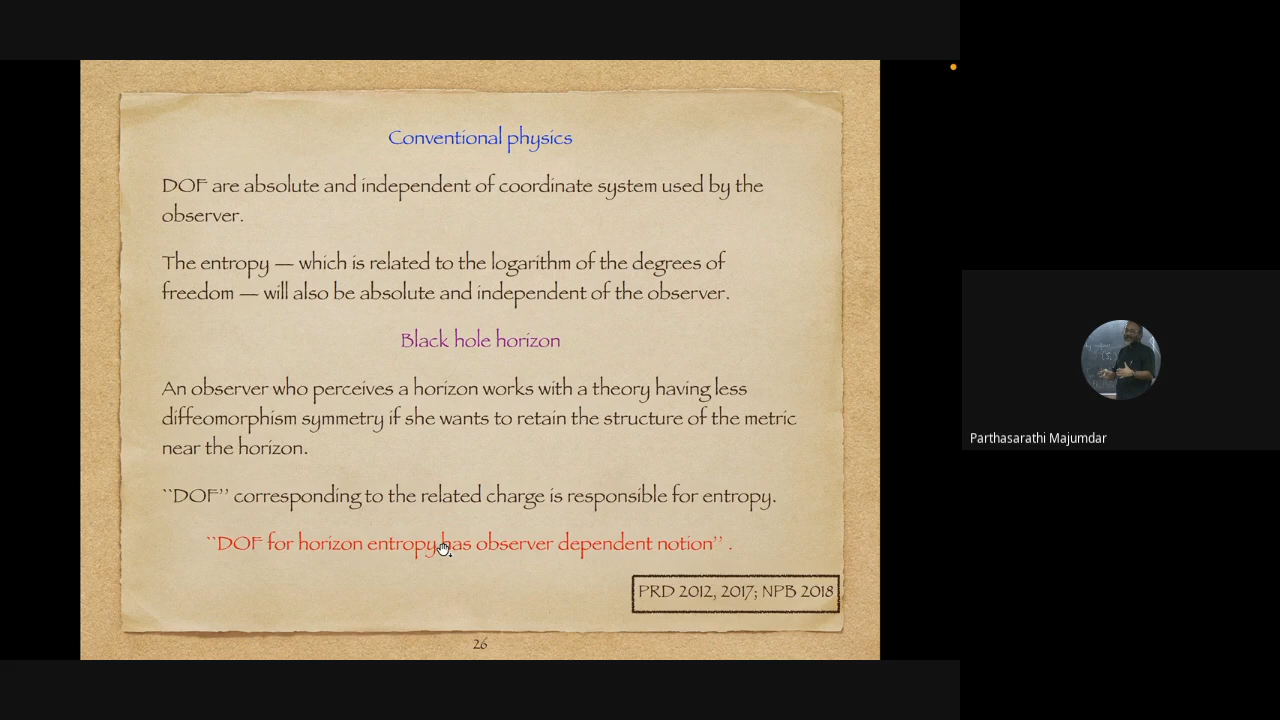 Conventional physics
DOF are absolute and independent of coordinate system used by the
observer.
The entropy — which is related to the logarithm of the degrees of
freedom — will also be absolute and independent of the observer.
Black hole horizon
An observer who perceives a horizon works with a theory having less
diffeomorphism symmetry if she wants to retain the structure of the metric
near the horizon.
``DOF’’ corresponding to the related charge is responsible for entropy.
``DOF for horizon entropy has observer dependent notion’’ .
PRD 2012, 2017; NPB 2018
26
Parthasarathi Majumdar